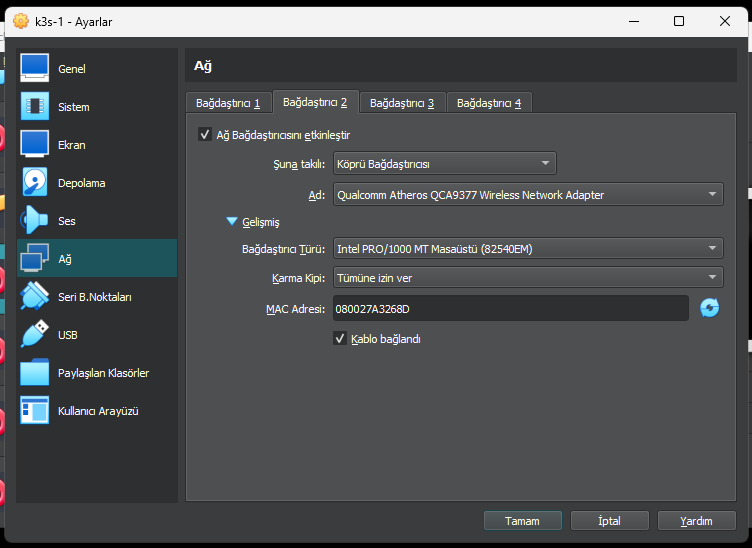 k3s-1 - Ayarlar
Genel
Sistem
Ekran
Depolama
Ses
Ağ
Seri B.Noktaları
USB
Paylaşılan Klasörler
Kullanıcı Arayüzü
Ağ
Bağdaştırıcı 1 Bağdaştırıcı 2 Bağdaştırıcı 3 Bağdaştırıcı 4
Ağ Bağdaştırıcısını etkinleştir
Şuna takılı: Köprü Bağdaştırıcısı
Ad: Qualcomm Atheros QCA9377 Wireless Network Adapter
Gelişmiş
Bağdaştırıcı Türü: Intel PRO/1000 MT Masaüstü (82540EM)
Karma Kipi: Tümüne izin ver
MAC Adresi: 080027A3268D
Kablo bağlandı
Tamam İptal Yardım